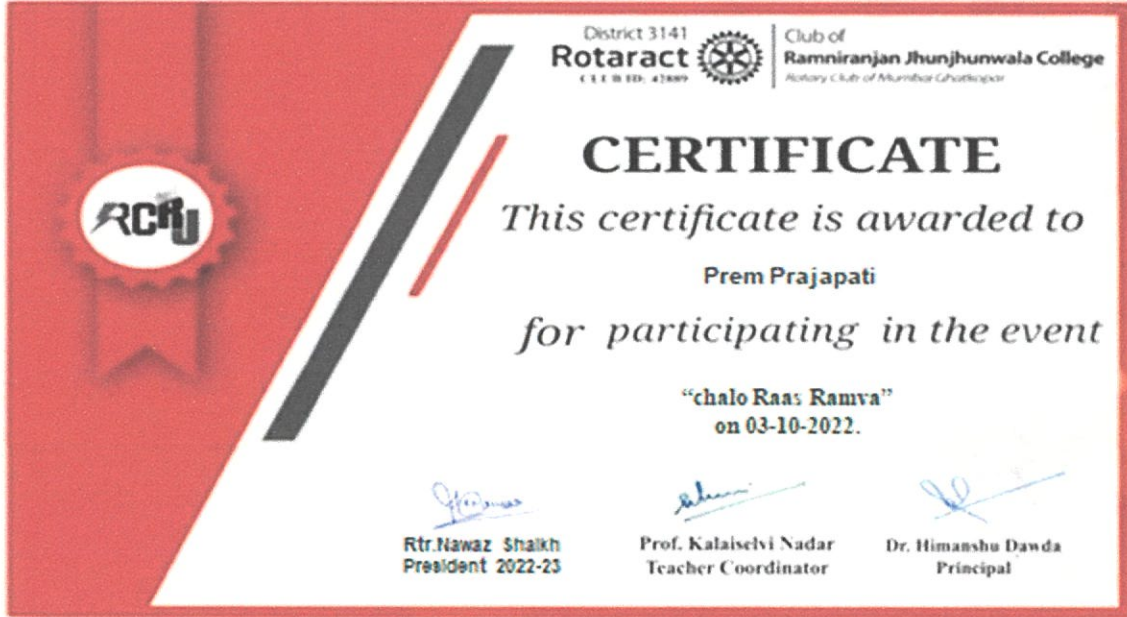 District 3141
Rotaract
CLUB ID: 42889
Club of
Ramniranjan Jhunjhunwala College
Rotary Club of Mumbai Ghatkopar
RCRJ
CERTIFICATE
This certificate is awarded to
Prem Prajapati
for participating in the event
“chalo Raas Ramva”
on 03-10-2022.
Rtr.Nawaz Shaikh
President 2022-23
Prof. Kalaiselvi Nadar
Teacher Coordinator
Dr. Himanshu Dawda
Principal